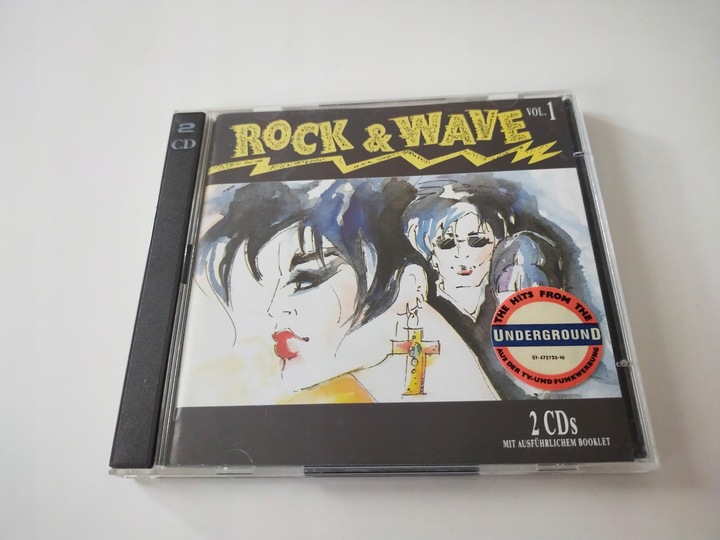 2
CD
ROCK & WAVE VOL. 1
THE HITS FROM THE
UNDERGROUND
AUS DER TV-UND FUNKWERBUNG
2 CDs
MIT AUSFÜHRLICHEM BOOKLET